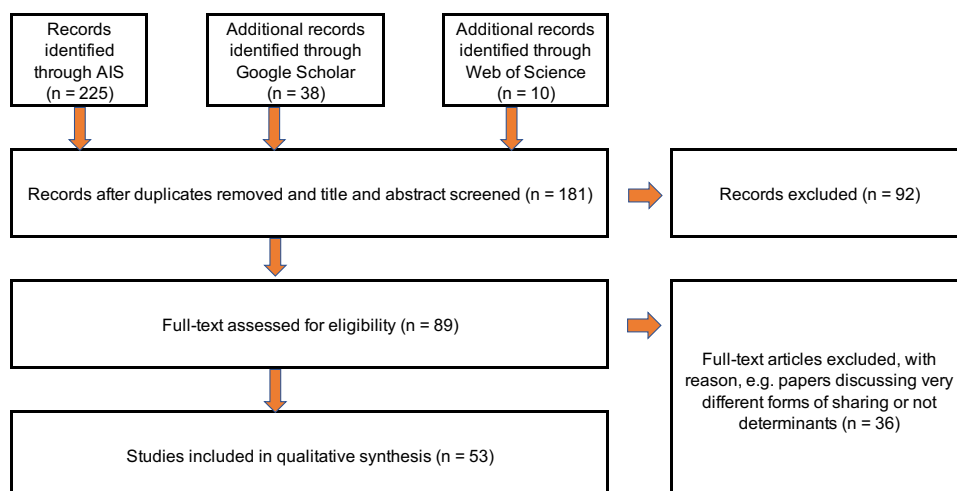 Records
identified
through AIS
(n = 225)
Additional records
identified through
Google Scholar
(n = 38)
Additional records
identified through
Web of Science
(n = 10)
Records after duplicates removed and title and abstract screened (n = 181)
Records excluded (n = 92)
Full-text assessed for eligibility (n = 89)
Full-text articles excluded, with
reason, e.g. papers discussing very
different forms of sharing or not
determinants (n = 36)
Studies included in qualitative synthesis (n = 53)